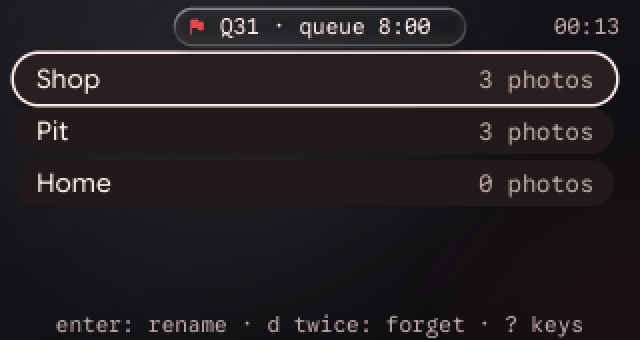 Q31 · queue 8:00
00:13
Shop 3 photos
Pit 3 photos
Home 0 photos
enter: rename · d twice: forget · ? keys